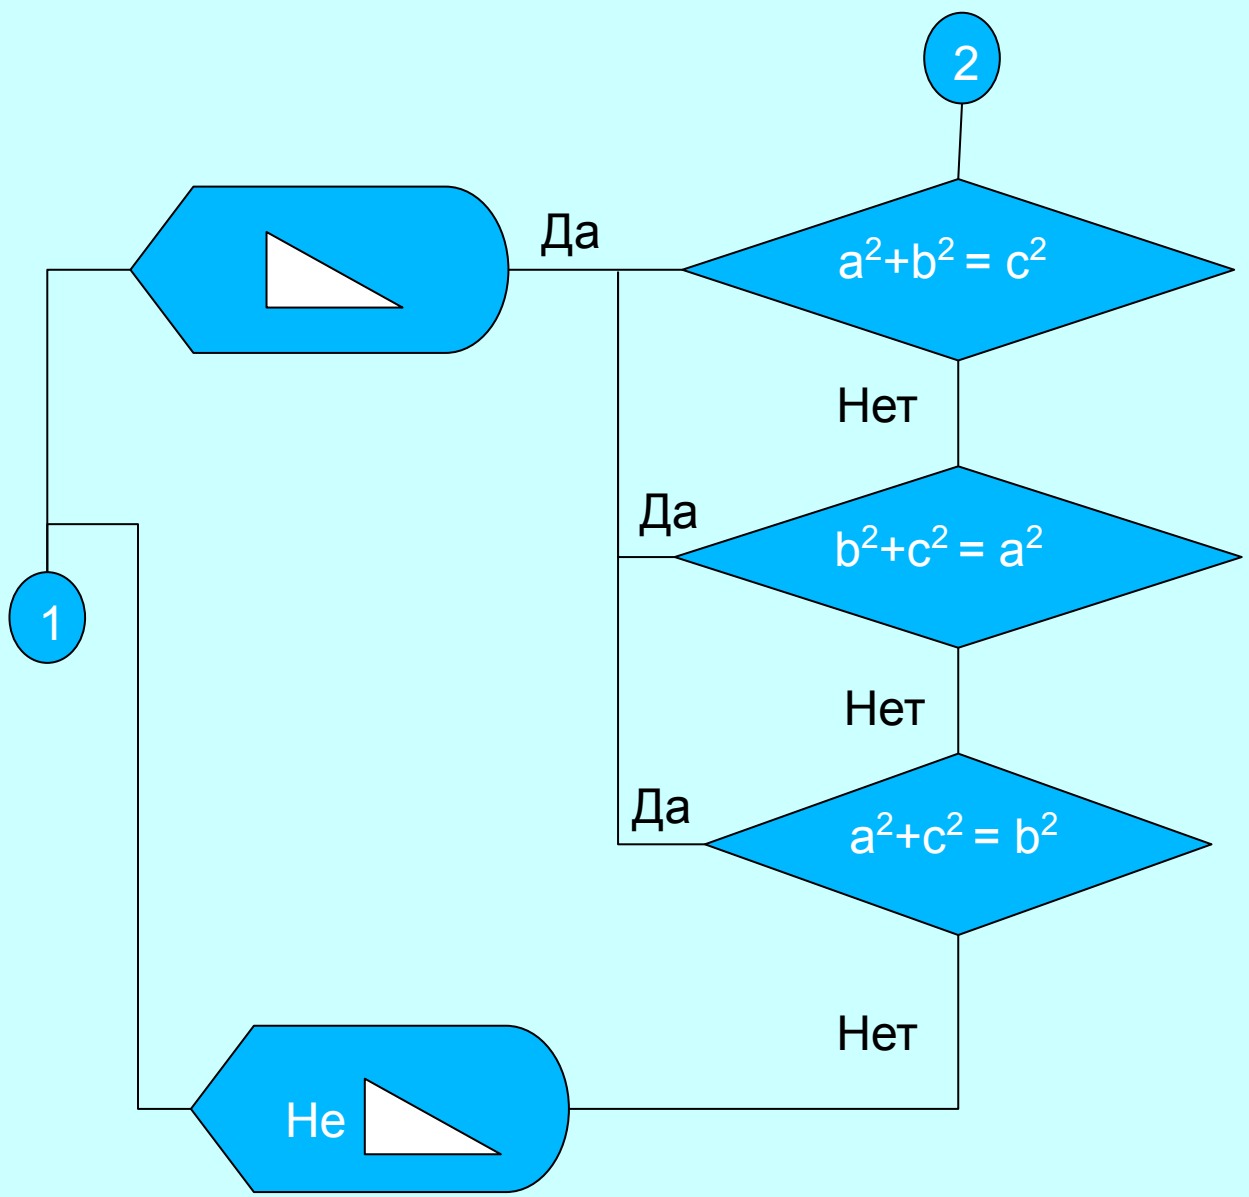 2
Да
a²+b² = c²
Нет
Да
b²+c² = a²
1
Нет
Да
a²+c² = b²
Нет
Не